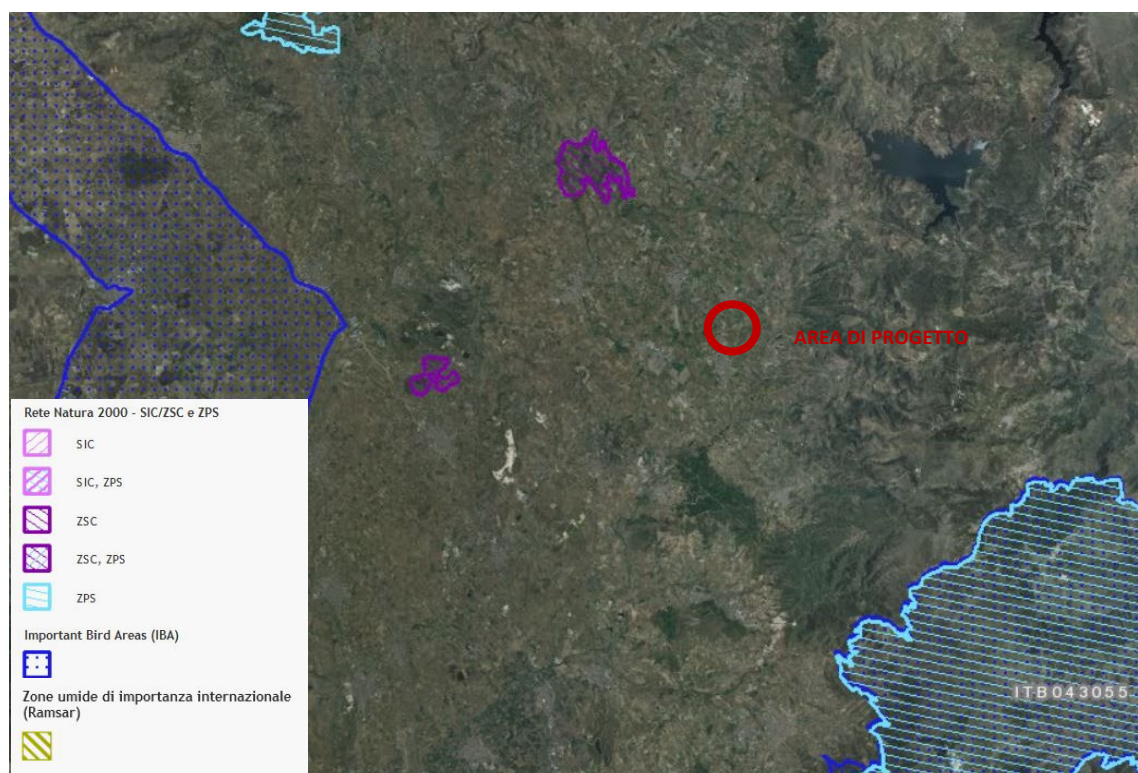 AREA DI PROGETTO
Rete Natura 2000 - SIC/ZSC e ZPS
SIC
SIC, ZPS
ZSC
ZSC, ZPS
ZPS
Important Bird Areas (IBA)
Zone umide di importanza internazionale
(Ramsar)
ITB043055